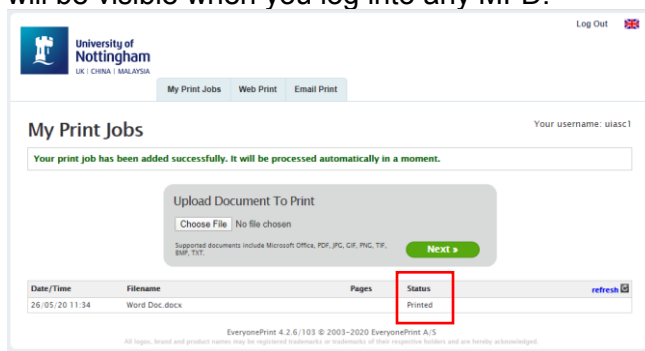 will be visible when you log into any MFD.
Log Out
University of
Nottingham
UK | CHINA | MALAYSIA
My Print Jobs Web Print Email Print
My Print Jobs
Your username: uiasc1
Your print job has been added successfully. It will be processed automatically in a moment.
Upload Document To Print
Choose File No file chosen
Supported documents include Microsoft Office, PDF, JPG, GIF, PNG, TIF,
BMP, TXT.
Next »
Date/Time Filename Pages Status refresh
26/05/20 11:34 Word Doc.docx Printed
EveryonePrint 4.2.6/103 © 2003-2020 EveryonePrint A/S
All logos, brand and product names may be registered trademarks or trademarks of their respective holders and are hereby acknowledged.